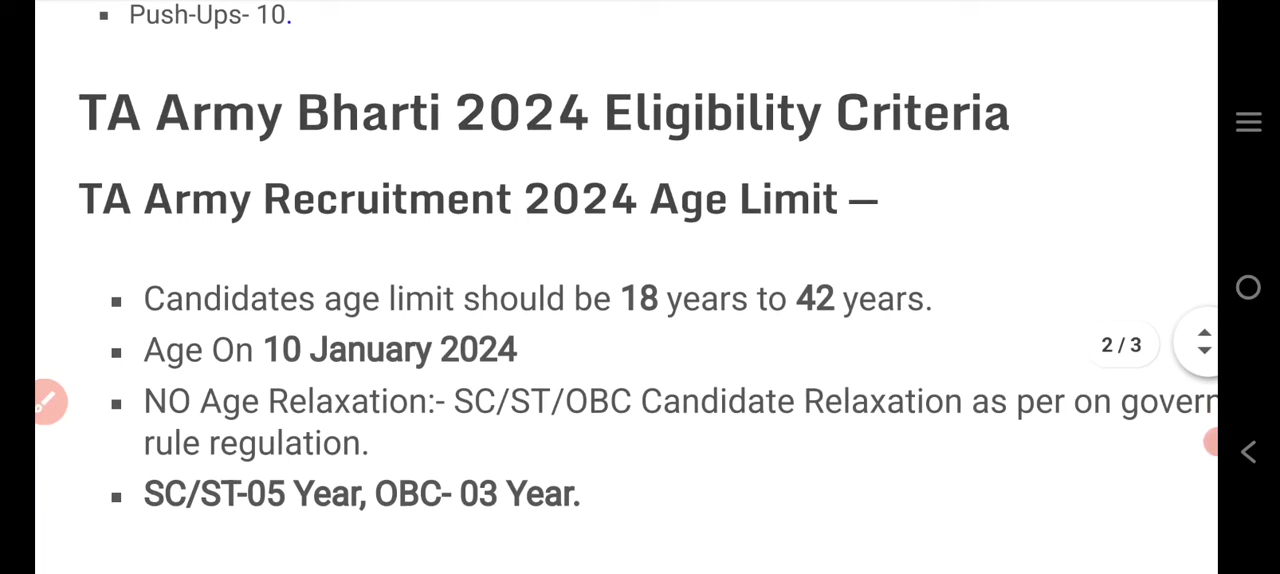 Push-Ups- 10.
TA Army Bharti 2024 Eligibility Criteria
TA Army Recruitment 2024 Age Limit —
Candidates age limit should be 18 years to 42 years.
Age On 10 January 2024
2 / 3
NO Age Relaxation:- SC/ST/OBC Candidate Relaxation as per on govern
rule regulation.
SC/ST-05 Year, OBC- 03 Year.